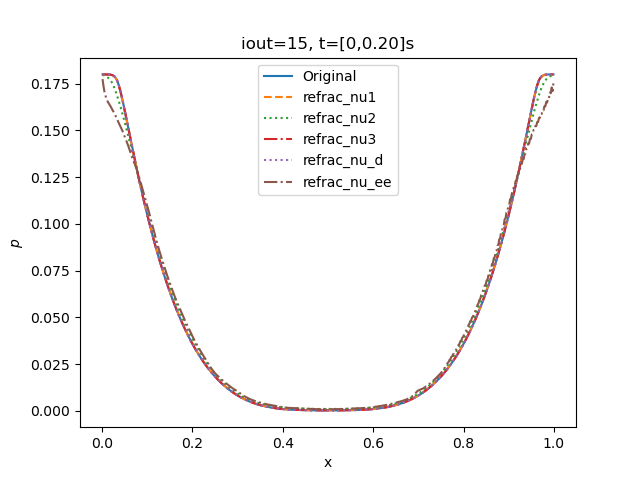 iout=15, t=[0,0.20]s
Original
refrac_nu1
refrac_nu2
refrac_nu3
refrac_nu_d
refrac_nu_ee
0.175
0.150
0.125
0.100
0.075
0.050
0.025
0.000
p
0.0 0.2 0.4 0.6 0.8 1.0
x